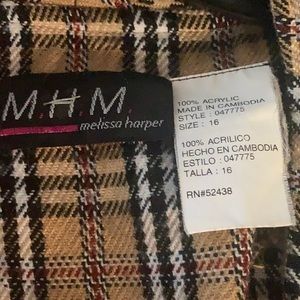 M.H.M.
melissa harper
100% ACRYLIC
MADE IN CAMBODIA
STYLE : 047775
SIZE : 16
100% ACRILICO
HECHO EN CAMBODIA
ESTILO : 047775
TALLA : 16
RN#52438